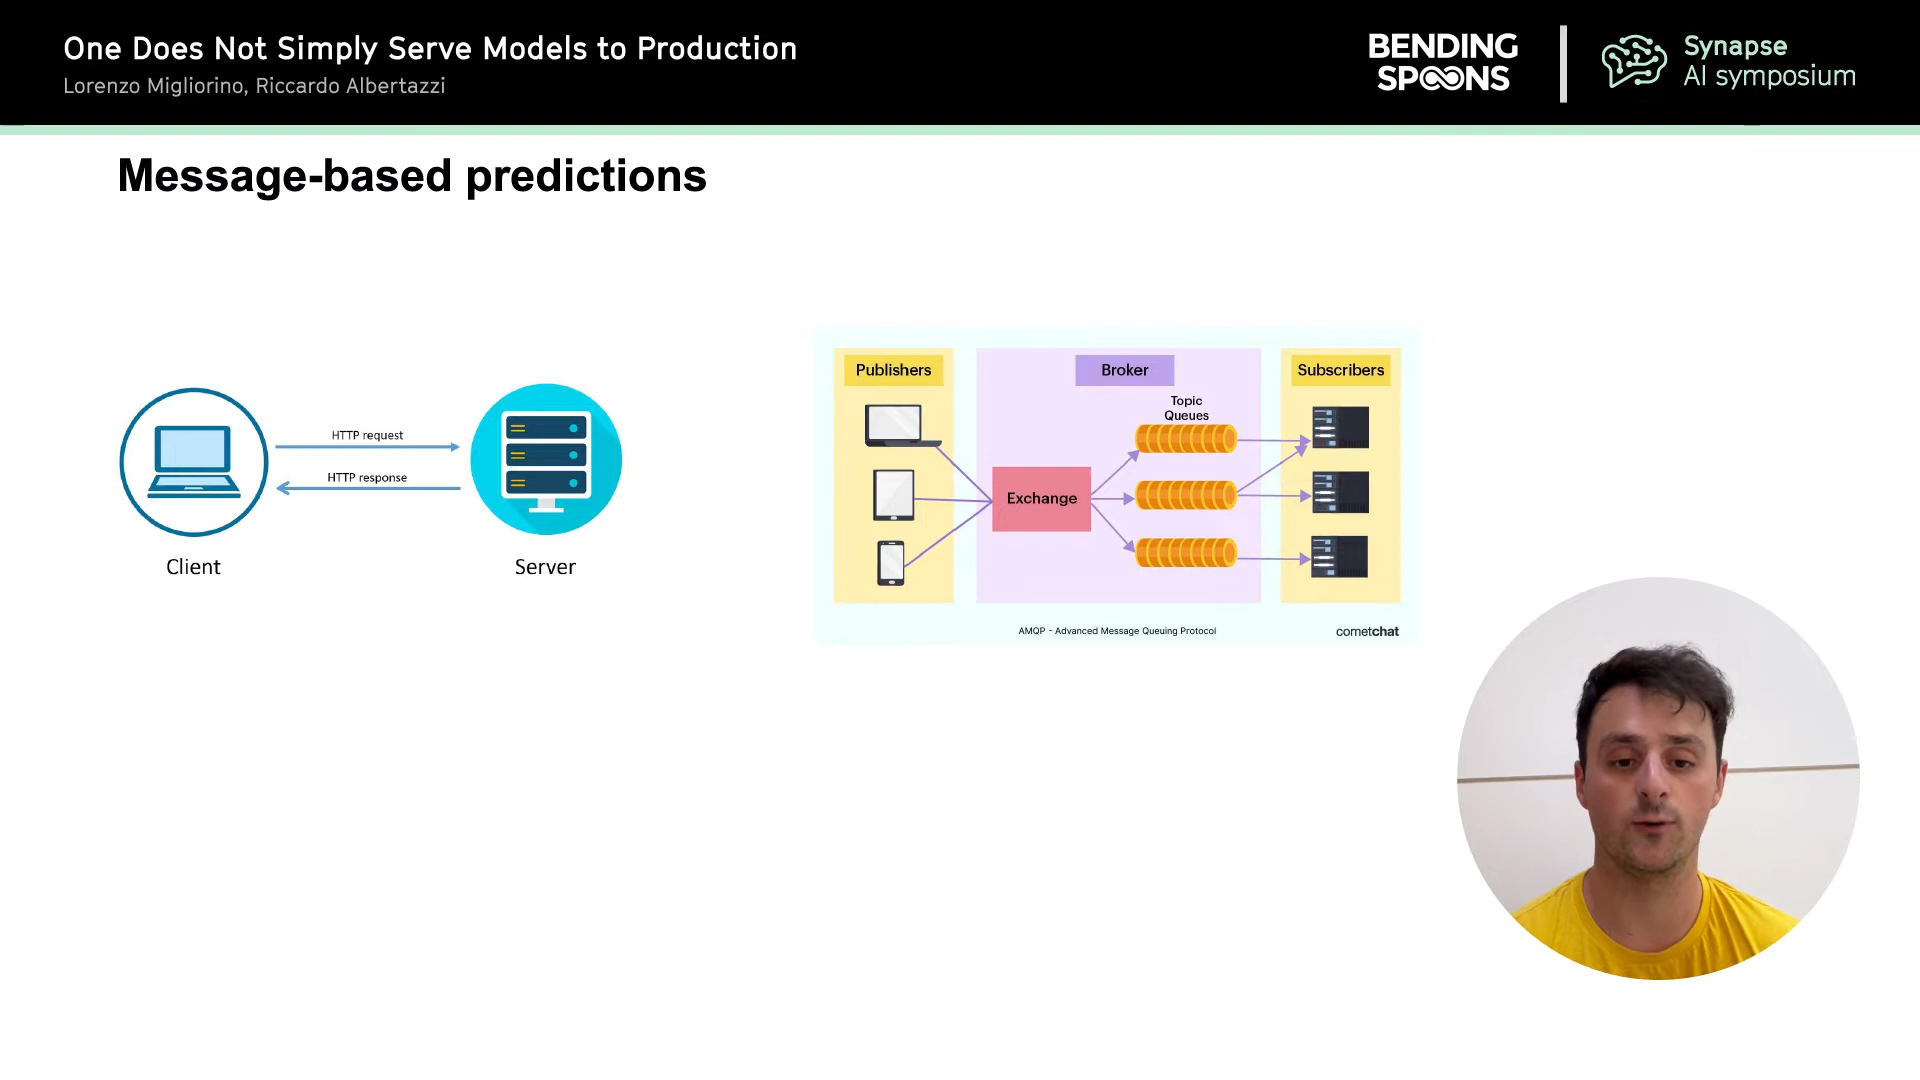 One Does Not Simply Serve Models to Production
Lorenzo Migliorino, Riccardo Albertazzi
BENDING
SPOONS
Synapse
AI symposium
Message-based predictions
HTTP request
HTTP response
Client
Server
Publishers
Broker
Subscribers
Topic
Queues
Exchange
AMQP - Advanced Message Queuing Protocol
cometchat